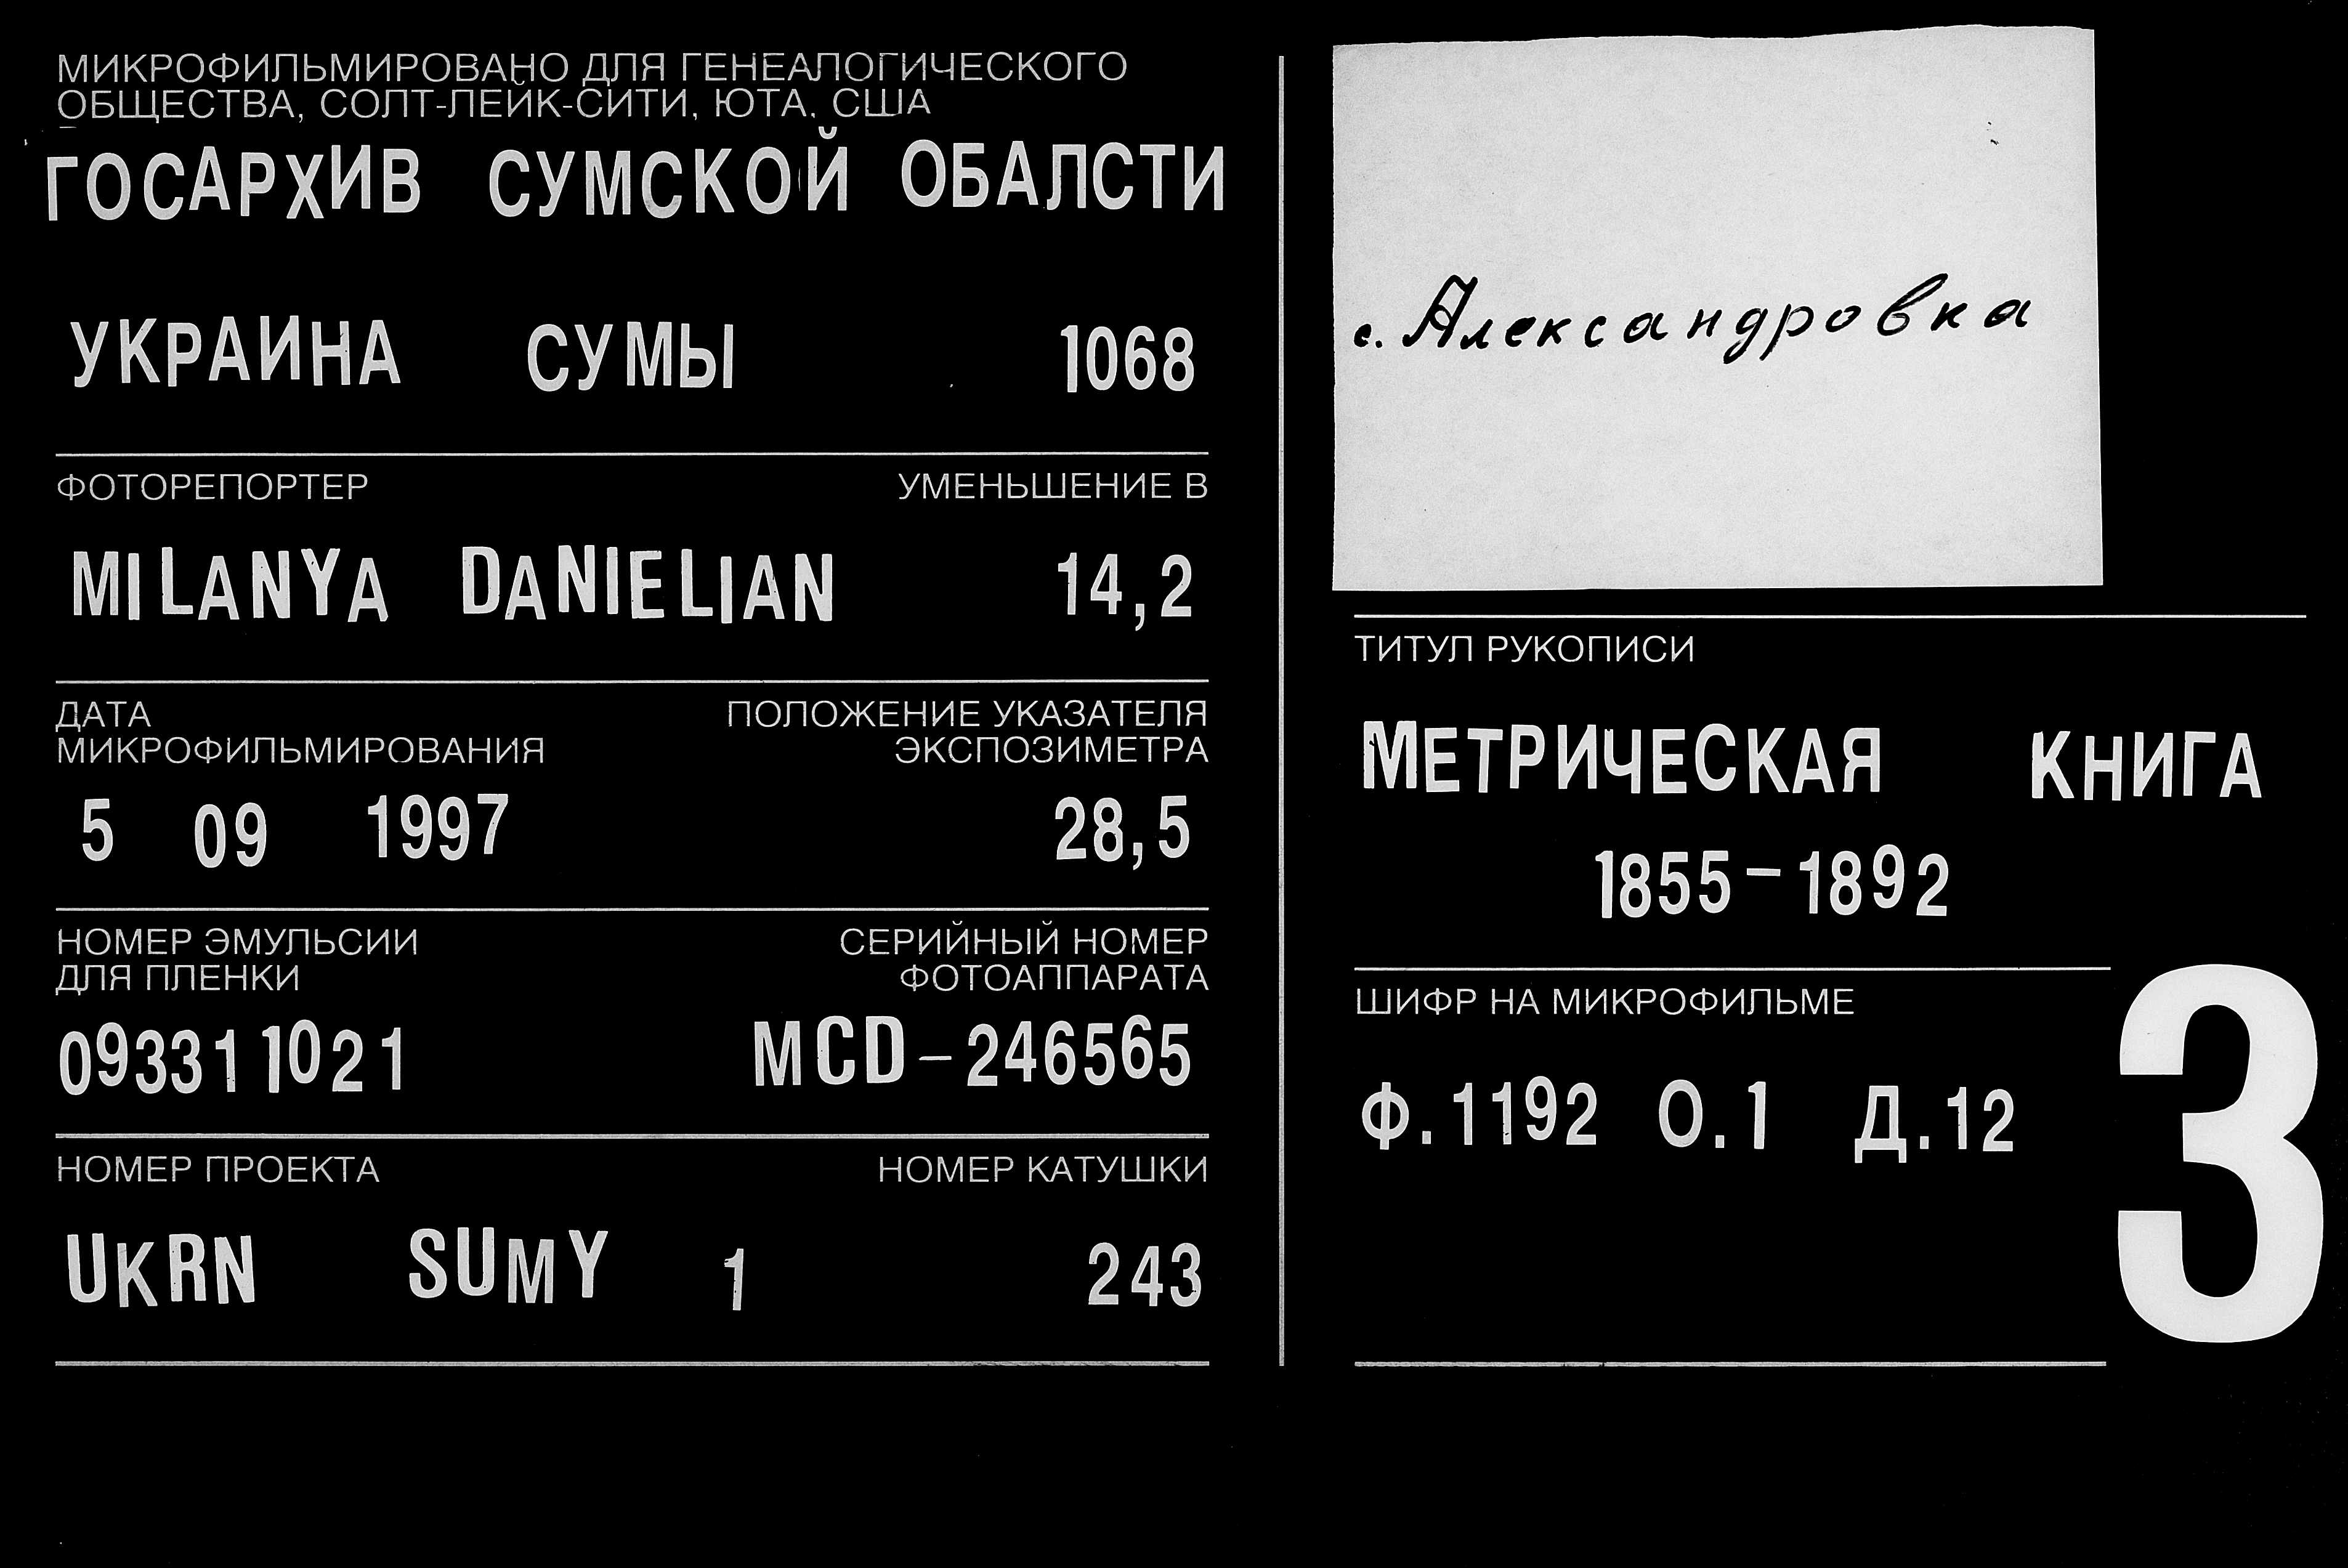 МИКРОФИЛЬМИРОВАНО ДЛЯ ГЕНЕАЛОГИЧЕСКОГО
ОБЩЕСТВА, СОЛТ-ЛЕЙК-СИТИ, ЮТА, США
ГОСАРХИВ СУМСКОЙ ОБАЛСТИ
УКРАИНА СУМЫ 1068
ФОТОРЕПОРТЕР УМЕНЬШЕНИЕ В
MILANYA DANIELIAN 14,2
ДАТА
МИКРОФИЛЬМИРОВАНИЯ
ПОЛОЖЕНИЕ УКАЗАТЕЛЯ
ЭКСПОЗИМЕТРА
5 09 1997 28,5
НОМЕР ЭМУЛЬСИИ
ДЛЯ ПЛЕНКИ
СЕРИЙНЫЙ НОМЕР
ФОТОАППАРАТА
093311021 MCD-246565
НОМЕР ПРОЕКТА НОМЕР КАТУШКИ
UKRN SUMY 1 243
с. Александровка
ТИТУЛ РУКОПИСИ
МЕТРИЧЕСКАЯ КНИГА
1855-1892
ШИФР НА МИКРОФИЛЬМЕ
Ф.1192 О.1 Д.12
3